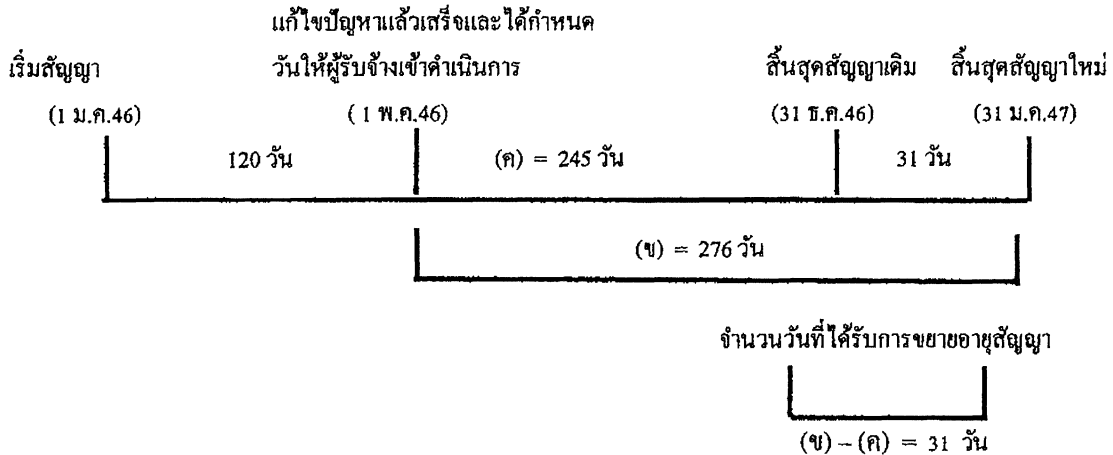 แก้ไขปัญหาแล้วเสร็จและได้กำหนด
เริ่มสัญญา วันให้ผู้รับจ้างเข้าดำเนินการ สิ้นสุดสัญญาเดิม สิ้นสุดสัญญาใหม่
(1 ม.ค.46) ( 1 พ.ค.46) (31 ธ.ค.46) (31 ม.ค.47)
120 วัน (ค) = 245 วัน 31 วัน
(ข) = 276 วัน
จำนวนวันที่ได้รับการขยายอายุสัญญา
(ข) – (ค) = 31 วัน